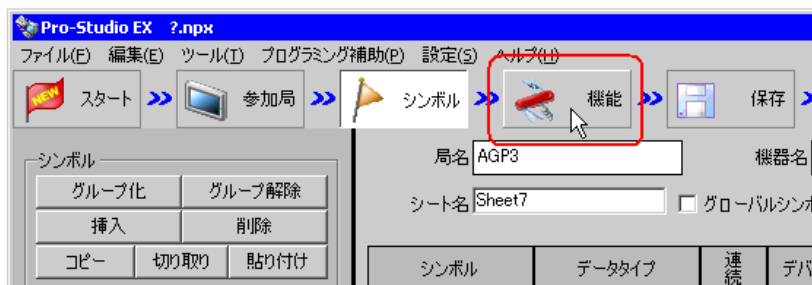 Pro-Studio EX ?.npx
ファイル(F) 編集(E) ツール(T) プログラミング補助(P) 設定(S) ヘルプ(H)
NEW スタート 参加局 シンボル 機能 保存
シンボル
グループ化 グループ解除
挿入 削除
コピー 切り取り 貼り付け
局名 AGP3 機器名
シート名 Sheet7 グローバルシンボ
シンボル データタイプ 連続 デバ